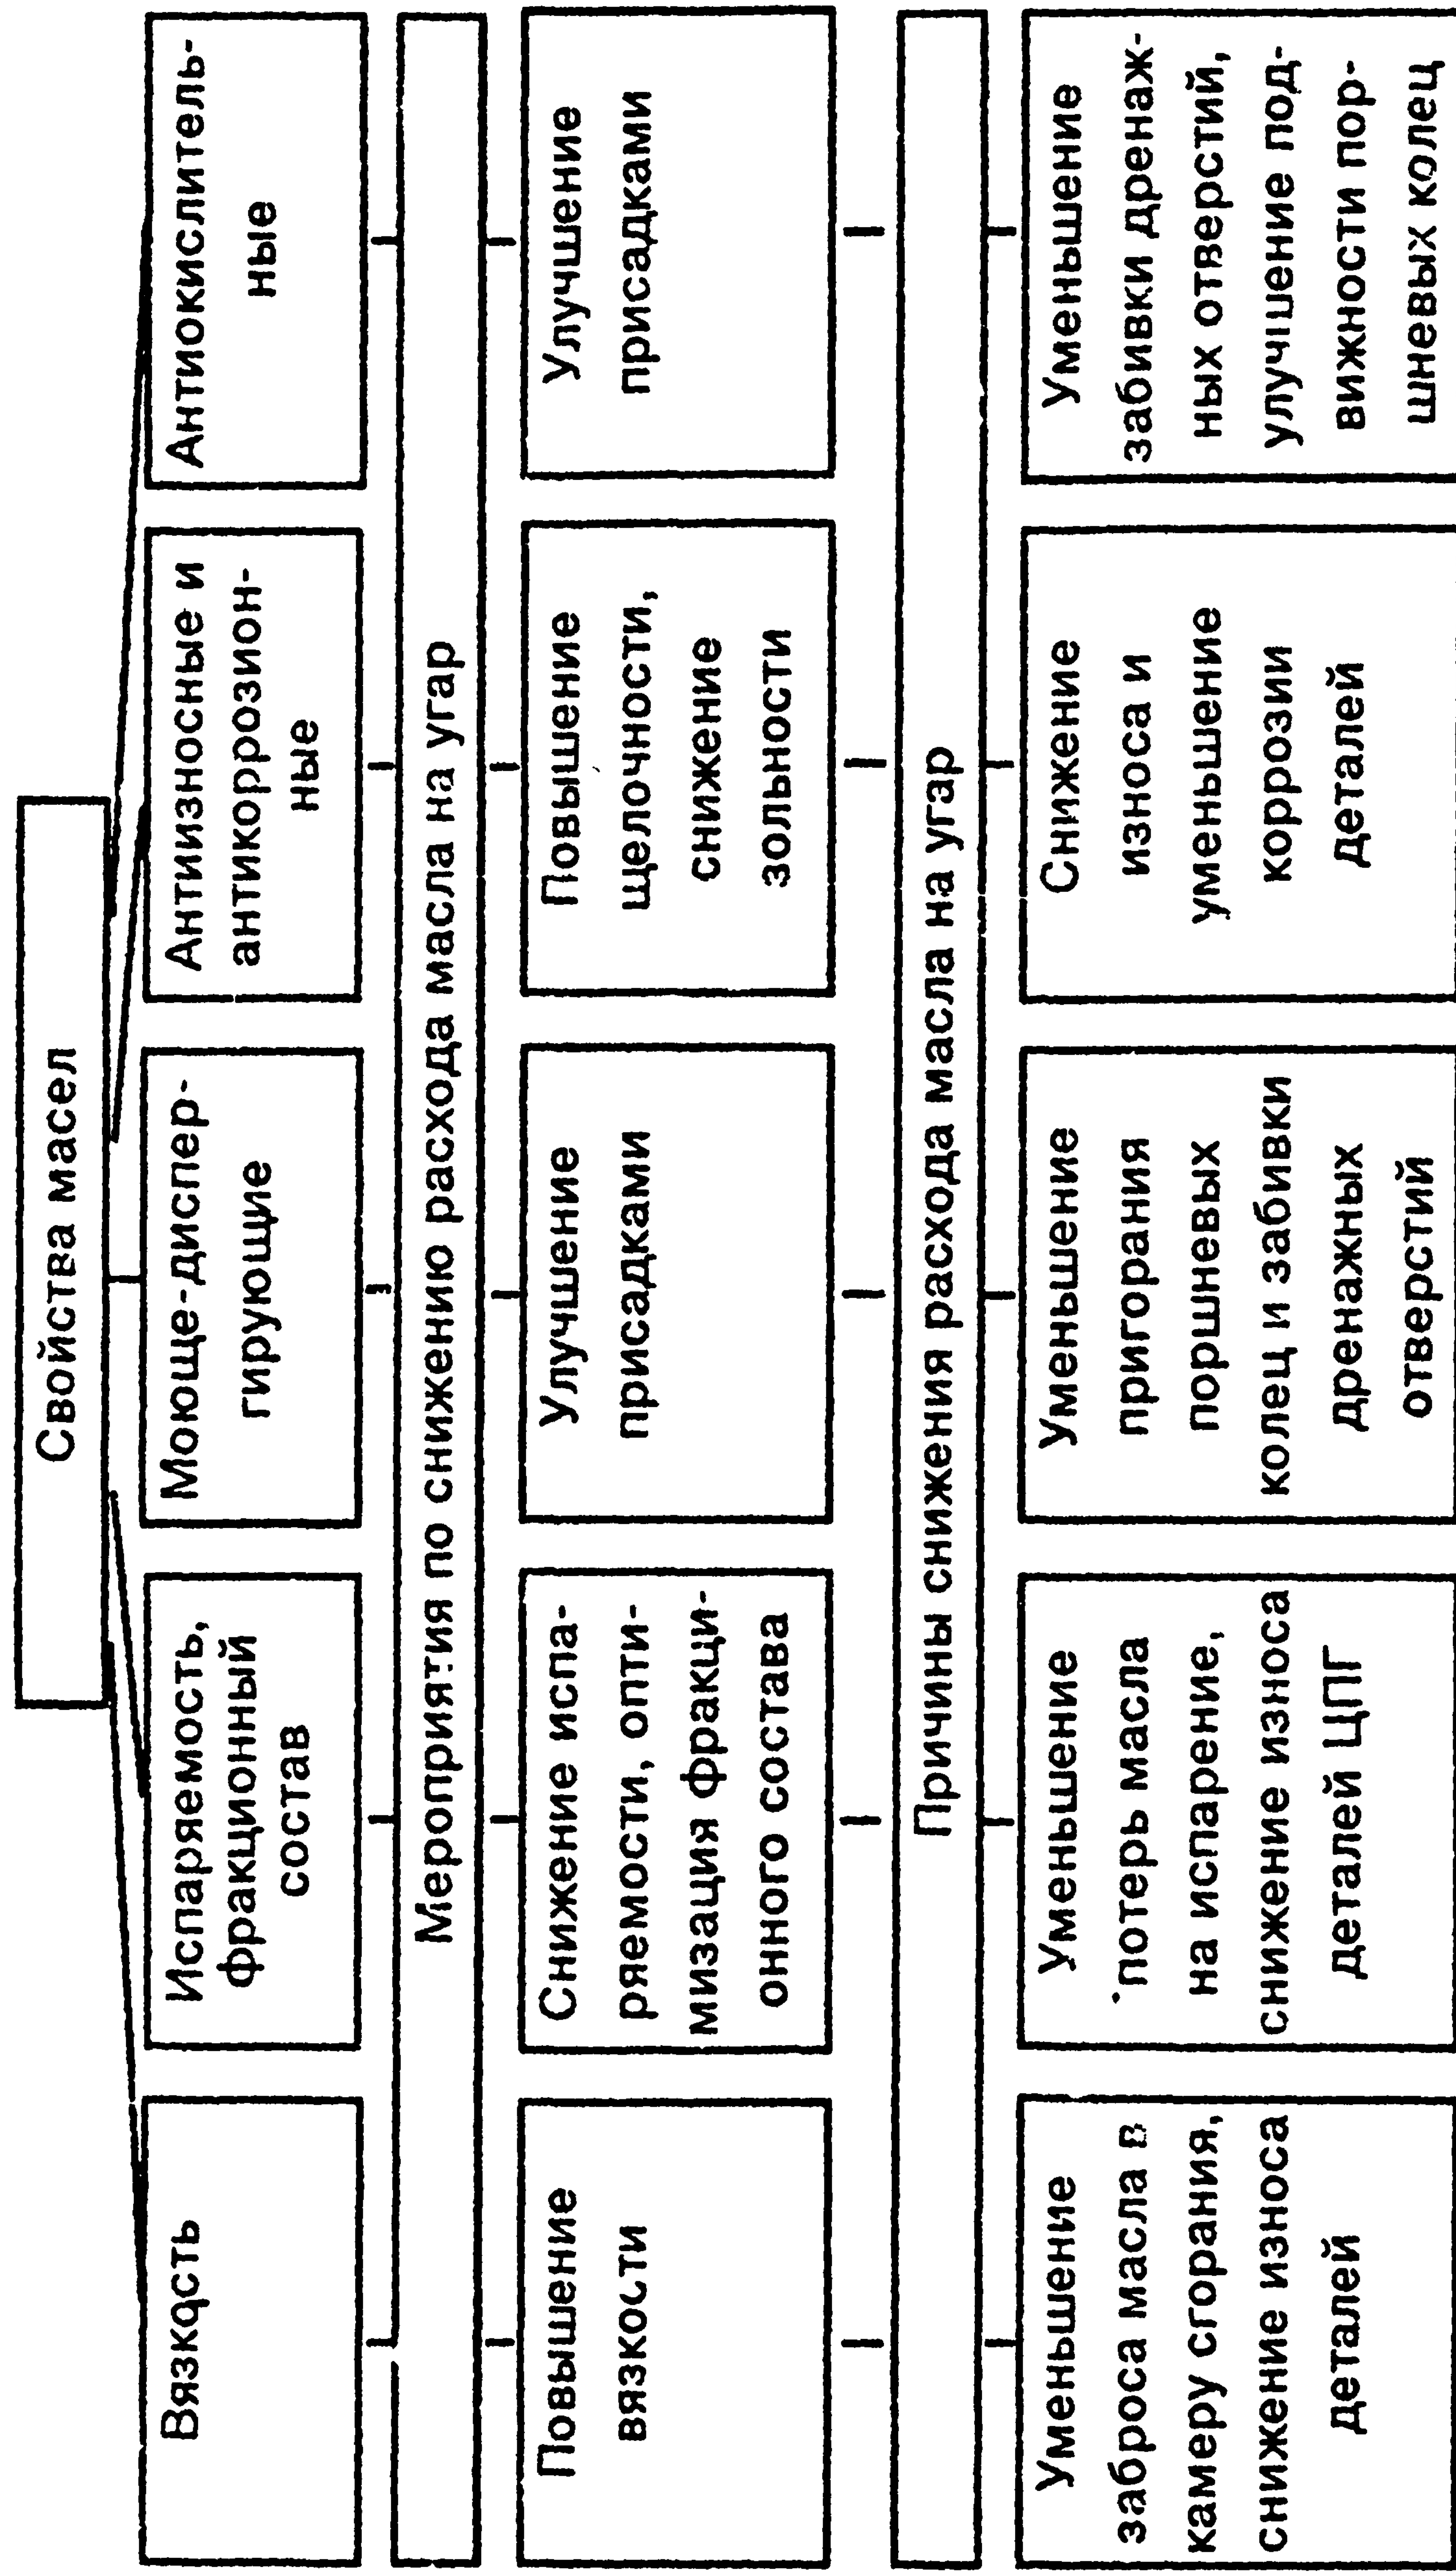 Свойства масел
Вязкость
Испаряемость,
фракционный
состав
Моюще-диспер-
гирующие
Антиизносные и
антикоррозион-
ные
Антиокислитель-
ные
Мероприятия по снижению расхода масла на угар
Повышение
вязкости
Снижение испа-
ряемости, опти-
мизация фракци-
онного состава
Улучшение
присадками
Повышение
щелочности,
снижение
зольности
Улучшение
присадками
Причины снижения расхода масла на угар
Уменьшение
заброса масла в
камеру сгорания,
снижение износа
деталей
Уменьшение
потерь масла
на испарение,
снижение износа
деталей ЦПГ
Уменьшение
пригорания
поршневых
колец и забивки
дренажных
отверстий
Снижение
износа и
уменьшение
коррозии
деталей
Уменьшение
забивки дренаж-
ных отверстий,
улучшение под-
вижности пор-
шневых колец